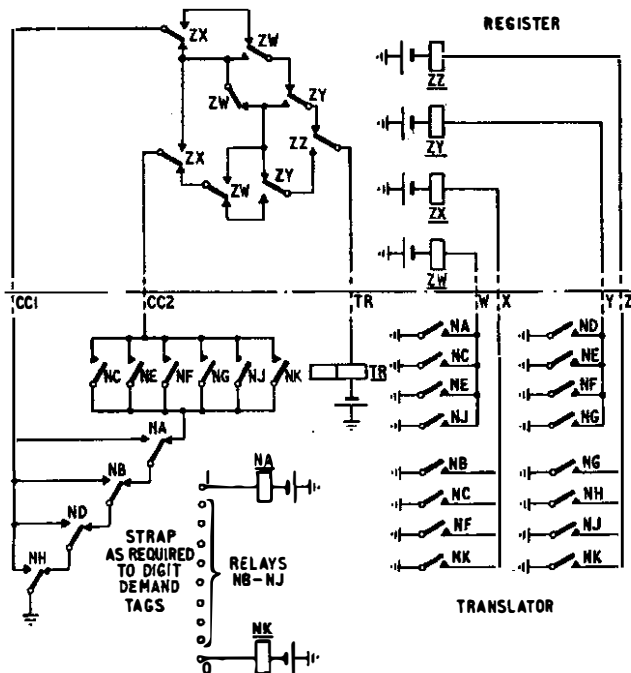 REGISTER
ZX
ZW
ZZ
ZW
ZY
ZY
ZZ
ZX
ZY
ZW
ZX
ZW
CC1
CC2
TR
W
X
Y
Z
NC
NE
NF
NG
NJ
NK
TR
NA
ND
NC
NE
NE
NF
NJ
NG
NA
NB
ND
NH
1
NA
NB
NG
NC
NH
NF
NJ
NK
NK
STRAP
AS REQUIRED
TO DIGIT
DEMAND
TAGS
RELAYS
NB-NJ
NK
0
TRANSLATOR